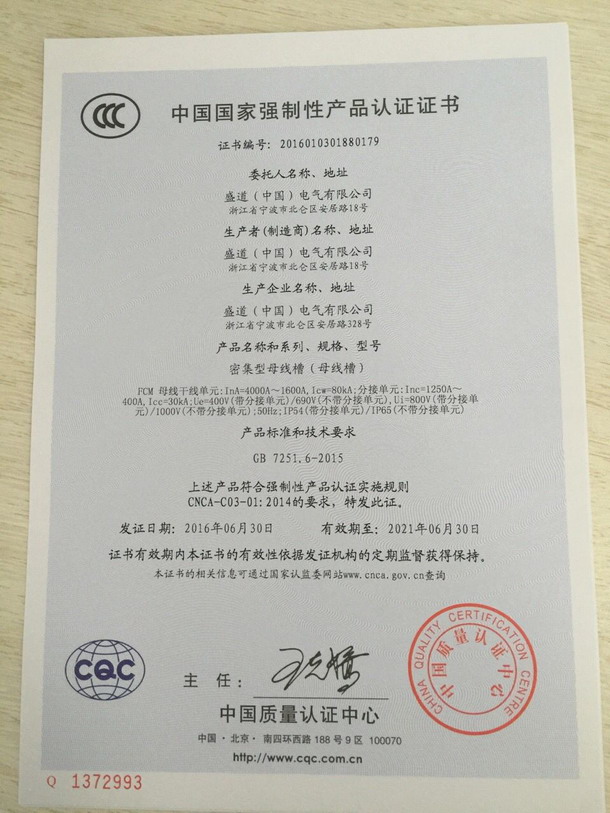 CCC
中国国家强制性产品认证证书
证书编号: 2016010301880179
委托人名称、地址
盛道（中国）电气有限公司
浙江省宁波市北仑区安居路18号
生产者(制造商)名称、地址
盛道（中国）电气有限公司
浙江省宁波市北仑区安居路18号
生产企业名称、地址
盛道（中国）电气有限公司
浙江省宁波市北仑区安居路328号
产品名称和系列、规格、型号
密集型母线槽（母线槽）
FCM 母线干线单元:InA=4000A～1600A,Icw=80kA;分接单元:Inc=1250A～
400A,Icc=30kA;Ue=400V(带分接单元)/690V(不带分接单元),Ui=800V(带分接单
元)/1000V(不带分接单元);50Hz;IP54(带分接单元)/IP65(不带分接单元)
产品标准和技术要求
GB 7251.6-2015
上述产品符合强制性产品认证实施规则
CNCA-C03-01:2014的要求，特发此证。
发证日期: 2016年06月30日 有效期至: 2021年06月30日
证书有效期内本证书的有效性依据发证机构的定期监督获得保持。
本证书的相关信息可通过国家认监委网站www.cnca.gov.cn查询
CQC
主 任:
CHINA QUALITY CERTIFICATION CENTRE
中国质量认证中心
中国质量认证中心
中国·北京·南四环西路 188 号 9 区 100070
http://www.cqc.com.cn
Q 1372993